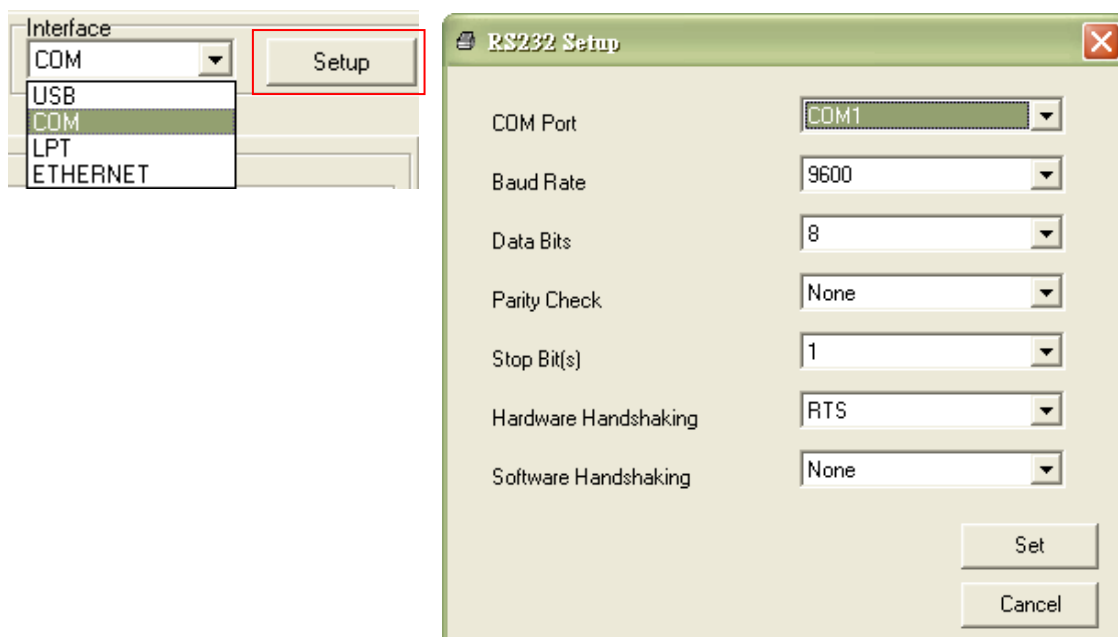 Interface
COM
Setup
USB
COM
LPT
ETHERNET
RS232 Setup
COM Port COM1
Baud Rate 9600
Data Bits 8
Parity Check None
Stop Bit(s) 1
Hardware Handshaking RTS
Software Handshaking None
Set
Cancel